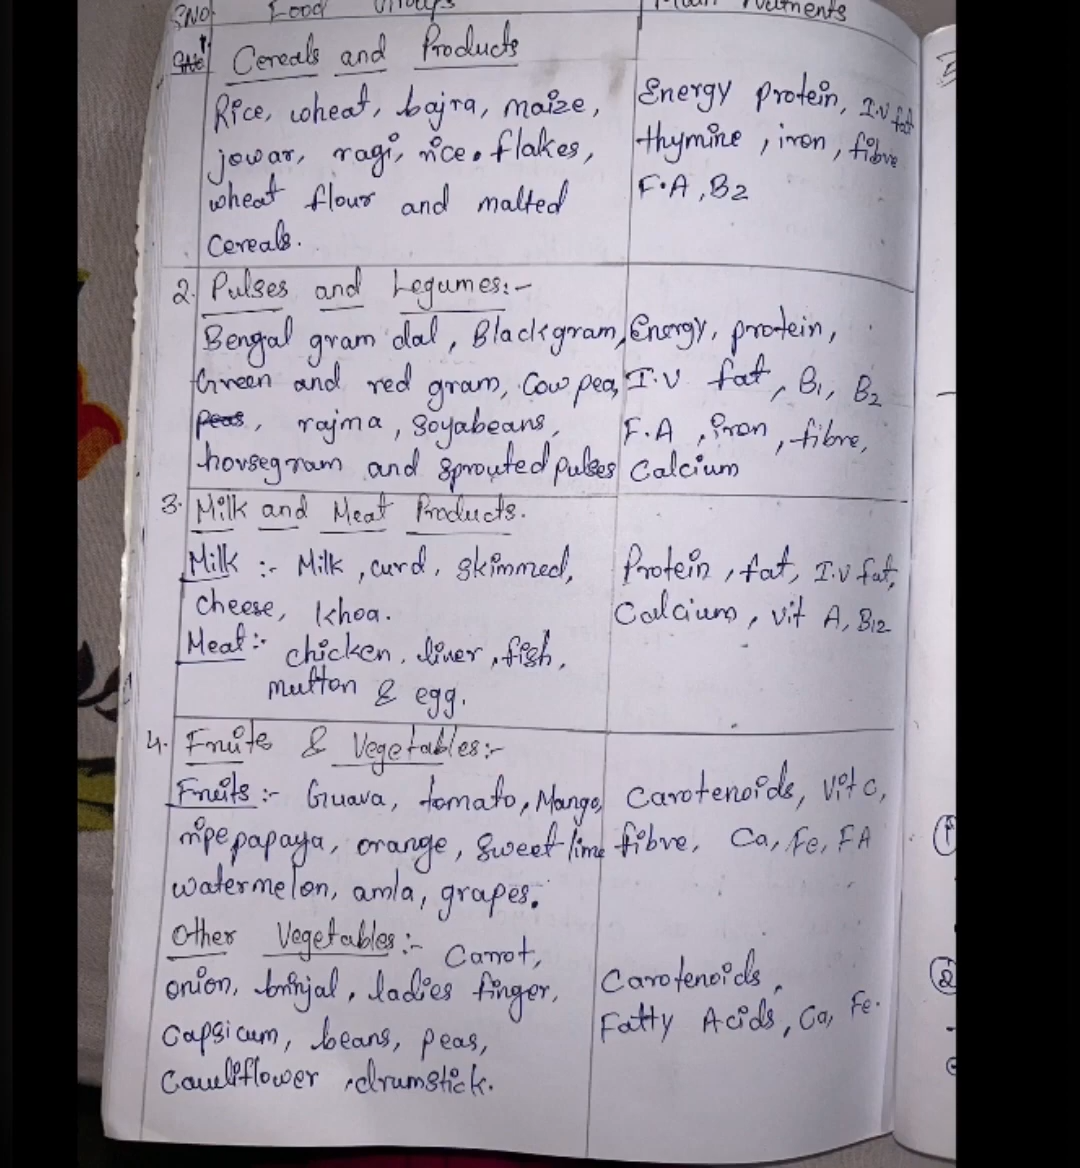 S.No Food Groups Main Nutrients
1. Cereals and Products
Rice, wheat, bajra, maize, Energy protein, I.V fat
jowar, ragi, rice flakes, thymine, iron, fibre
wheat flour and malted F.A, B2
Cereals.
2. Pulses and Legumes:-
Bengal gram dal, Blackgram, Energy, protein,
Green and red gram, Cow pea, I.V fat, B1, B2
peas, rajma, Soyabeans, F.A, iron, fibre,
horsegram and sprouted pulses Calcium
3. Milk and Meat Products.
Milk :- Milk, curd, skimmed, Protein, fat, I.V fat,
cheese, khoa. Calcium, vit A, B12
Meat:- chicken, liver, fish,
mutton & egg.
4. Fruits & Vegetables:-
Fruits:- Guava, tomato, Mango, Carotenoids, Vit C,
ripe papaya, orange, Sweet lime fibre, Ca, Fe, FA
watermelon, amla, grapes.
Other Vegetables:- Carrot,
onion, brinjal, ladies finger, Carotenoids,
Capsicum, beans, peas, Fatty Acids, Ca, Fe.
Cauliflower, drumstick.